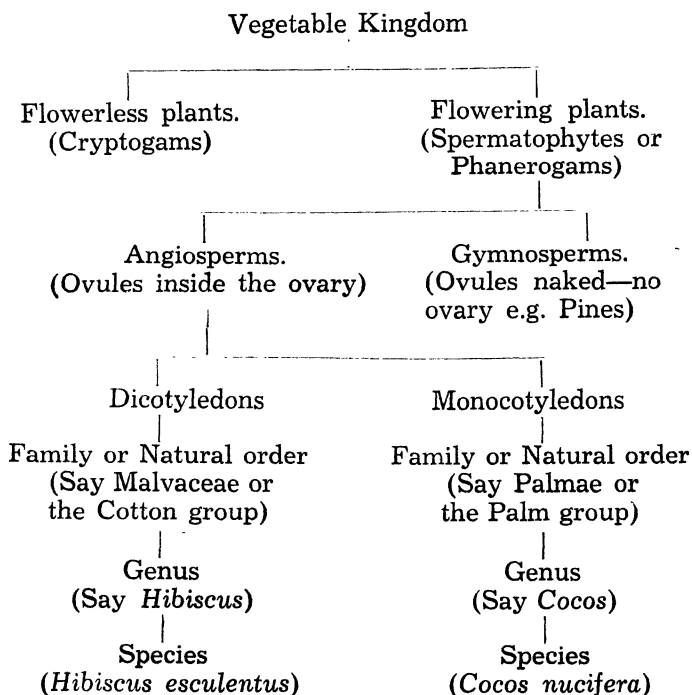 Vegetable Kingdom
Flowerless plants.
(Cryptogams)
Flowering plants.
(Spermatophytes or
Phanerogams)
Angiosperms.
(Ovules inside the ovary)
Gymnosperms.
(Ovules naked—no
ovary e.g. Pines)
Dicotyledons
Monocotyledons
Family or Natural order
(Say Malvaceae or
the Cotton group)
Family or Natural order
(Say Palmae or
the Palm group)
Genus
(Say Hibiscus)
Genus
(Say Cocos)
Species
(Hibiscus esculentus)
Species
(Cocos nucifera)